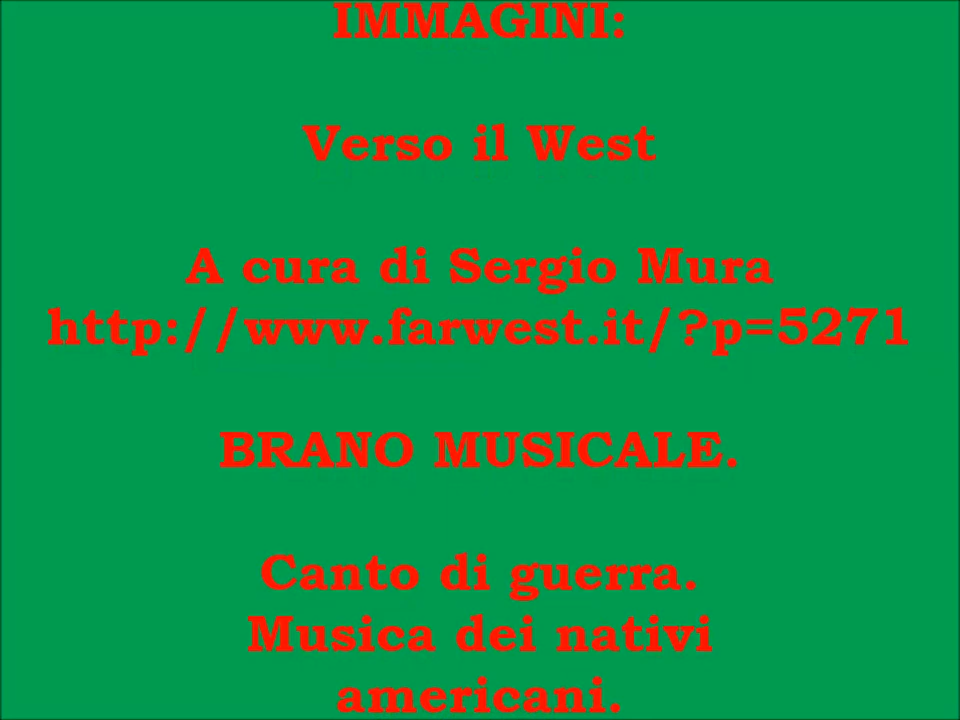 IMMAGINI:
Verso il West
A cura di Sergio Mura
http://www.farwest.it/?p=5271
BRANO MUSICALE.
Canto di guerra.
Musica dei nativi
americani.